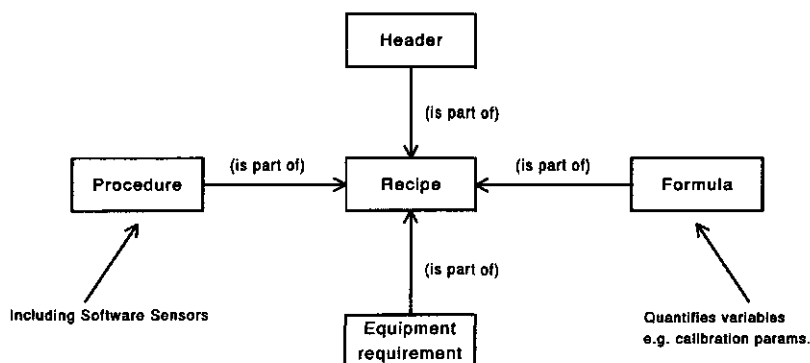 Header
(is part of)
Procedure
(is part of)
Recipe
(is part of)
Formula
(is part of)
Including Software Sensors
Equipment
requirement
Quantifies variables
e.g. calibration params.